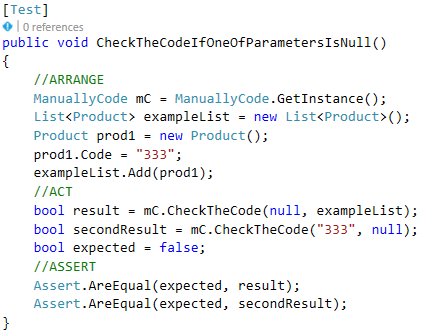 [Test]
| 0 references
public void CheckTheCodeIfOneOfParametersIsNull()
{
    //ARRANGE
    ManuallyCode mC = ManuallyCode.GetInstance();
    List<Product> exampleList = new List<Product>();
    Product prod1 = new Product();
    prod1.Code = "333";
    exampleList.Add(prod1);
    //ACT
    bool result = mC.CheckTheCode(null, exampleList);
    bool secondResult = mC.CheckTheCode("333", null);
    bool expected = false;
    //ASSERT
    Assert.AreEqual(expected, result);
    Assert.AreEqual(expected, secondResult);
}